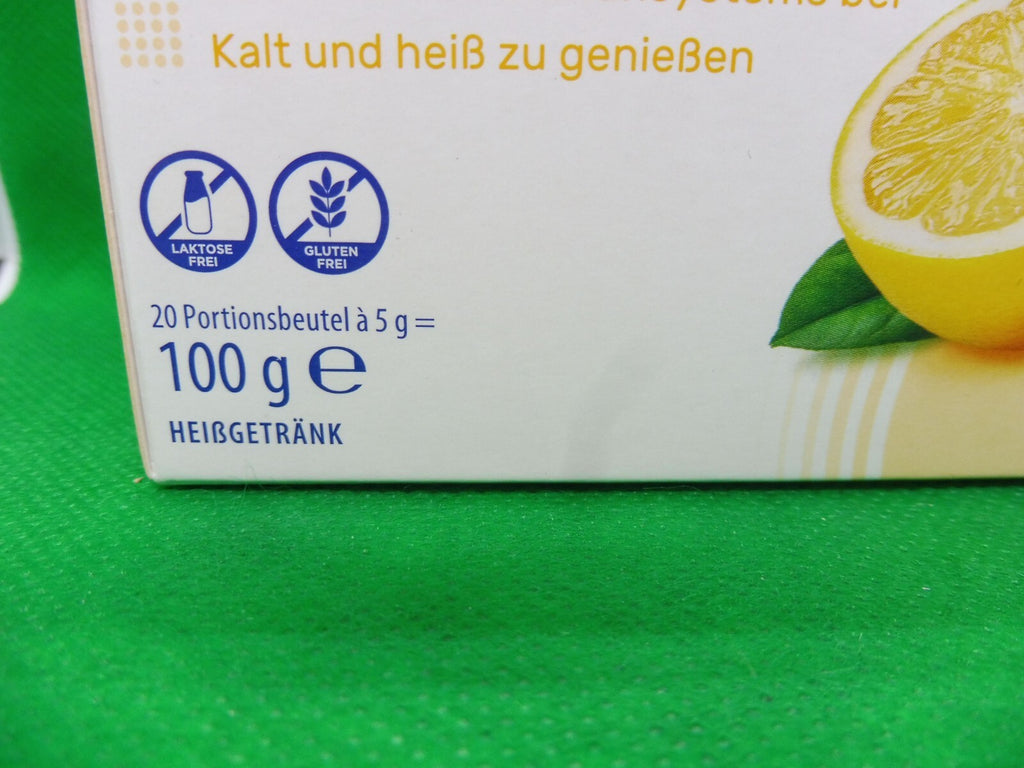 Kalt und heiß zu genießen
LAKTOSE
FREI
GLUTEN
FREI
20 Portionsbeutel à 5 g =
100 g ℮
HEIẞGETRÄNK